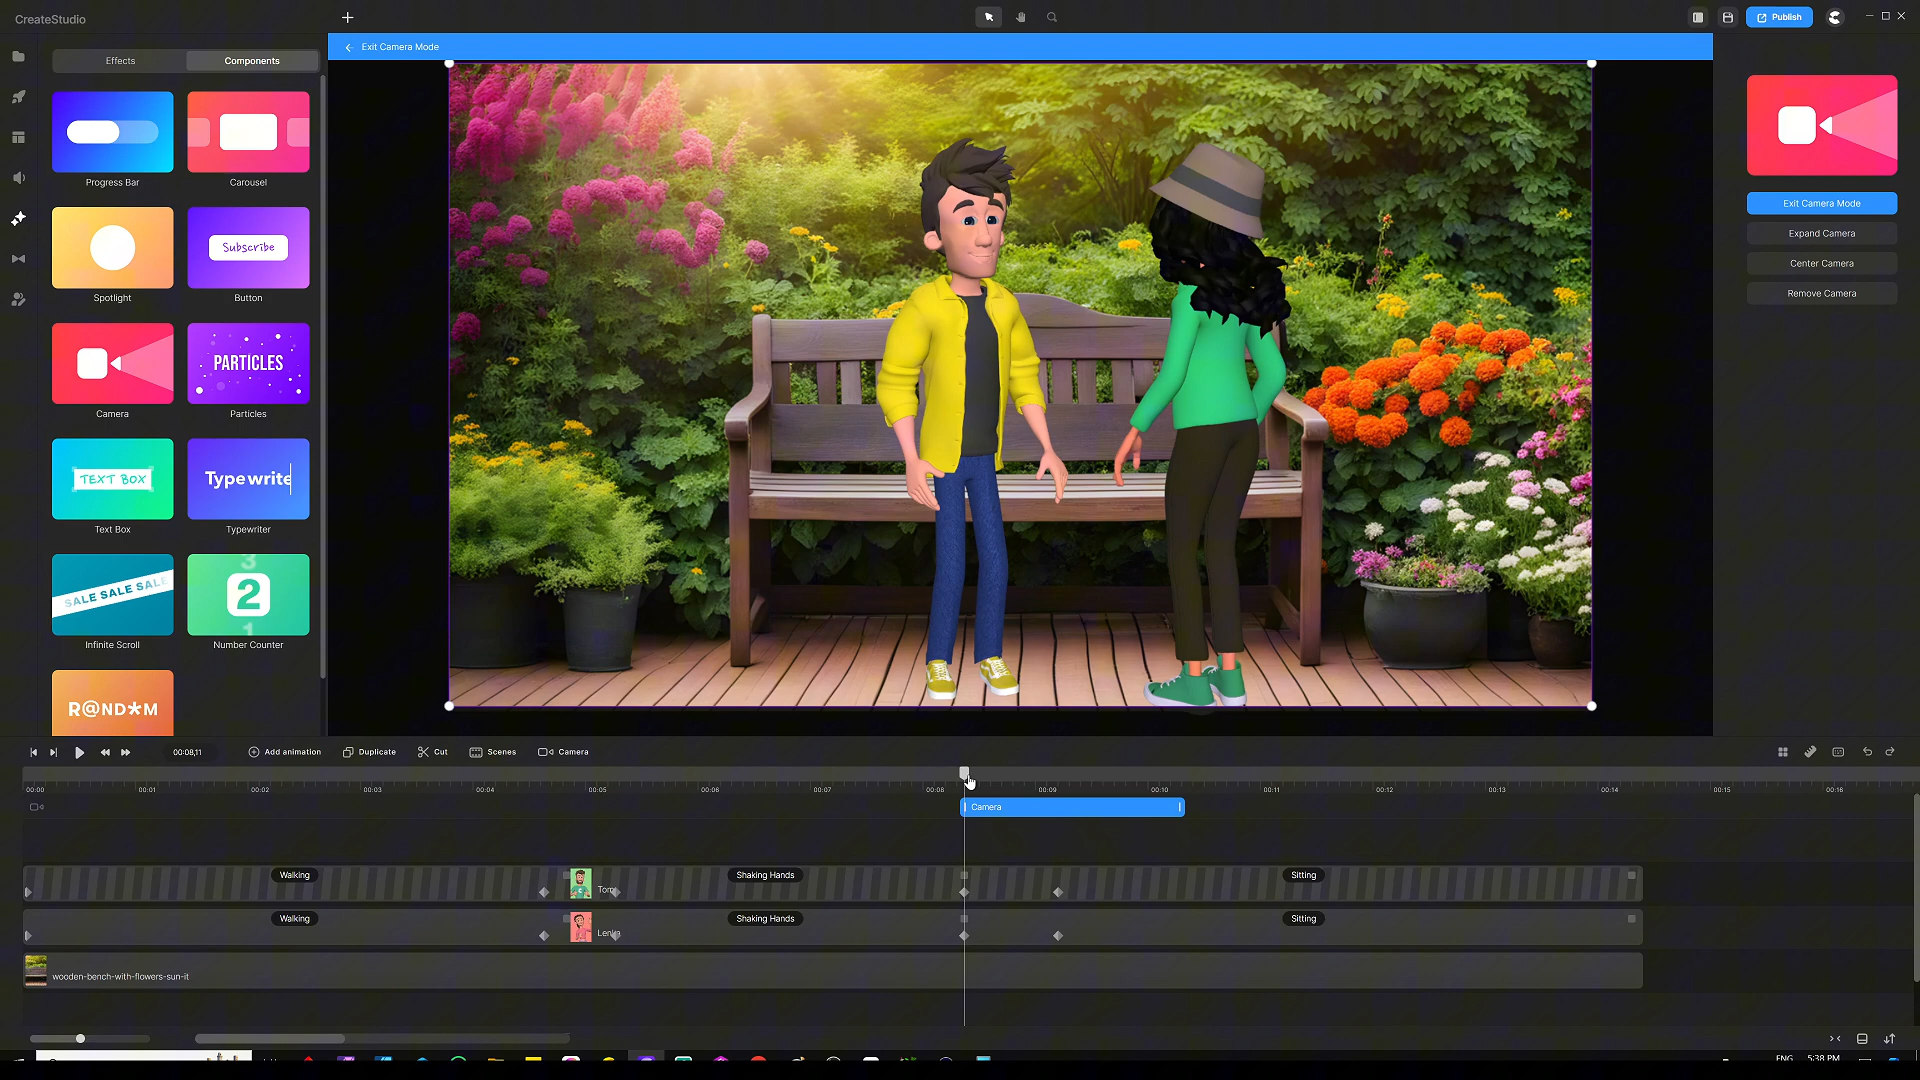 CreateStudio
Publish
Exit Camera Mode
Effects
Components
Progress Bar
Carousel
Subscribe
Spotlight
Button
PARTICLES
Camera
Particles
TEXT BOX
Typewrite
Text Box
Typewriter
SALE SALE SALE
3
2
1
Infinite Scroll
Number Counter
R@ND*M
Exit Camera Mode
Expand Camera
Center Camera
Remove Camera
00:08,11
Add animation
Duplicate
Cut
Scenes
Camera
00:00
00:01
00:02
00:03
00:04
00:05
00:06
00:07
00:08
00:09
00:10
00:11
00:12
00:13
00:14
00:15
00:16
Camera
Walking
Shaking Hands
Sitting
Tom
Walking
Shaking Hands
Sitting
wooden-bench-with-flowers-sun-lit
ENG
5:38 PM